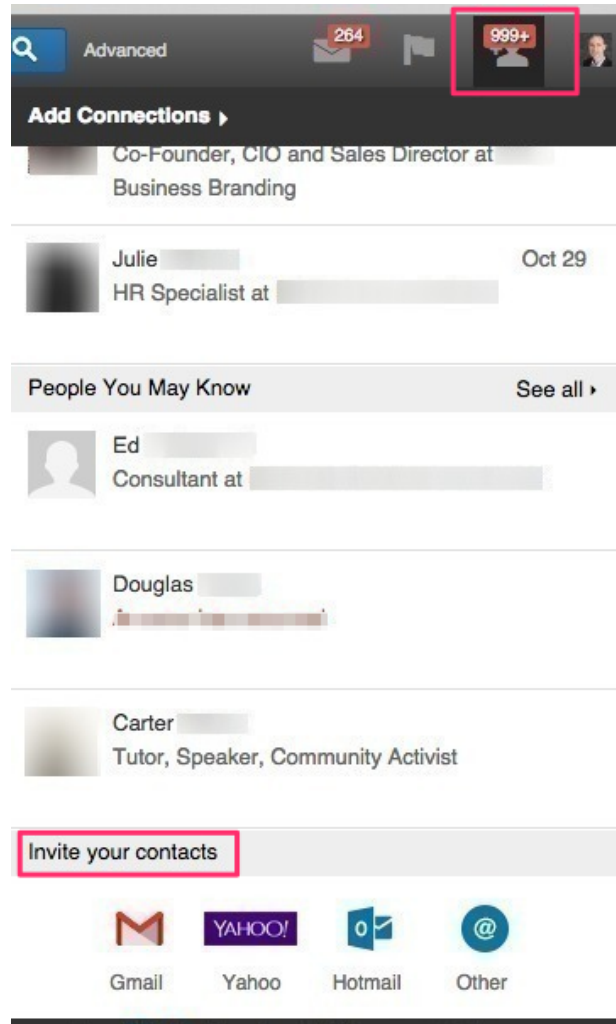 Advanced
264
999+
Add Connections ▸
Co-Founder, CIO and Sales Director at
Business Branding
Julie
Oct 29
HR Specialist at
People You May Know
See all ▸
Ed
Consultant at
Douglas
Carter
Tutor, Speaker, Community Activist
Invite your contacts
YAHOO!
Gmail
Yahoo
Hotmail
Other